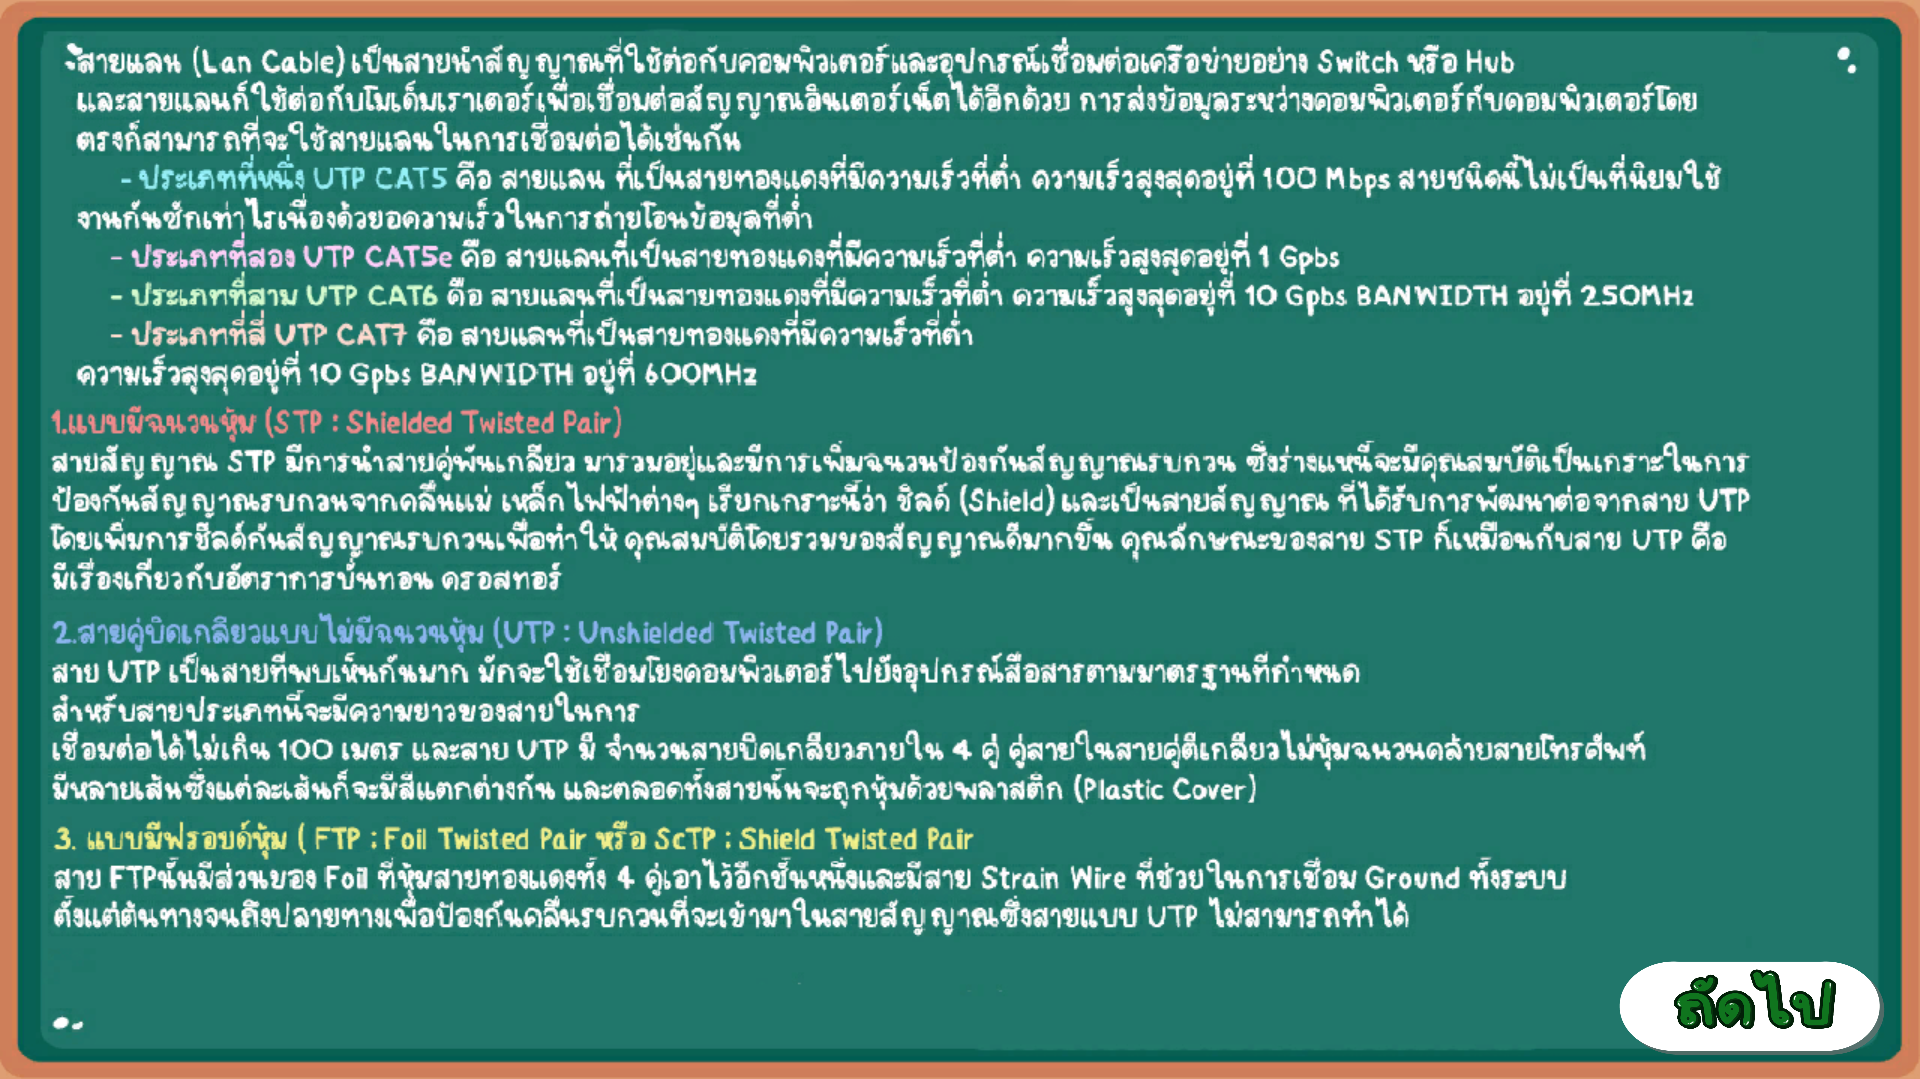 สายแลน (Lan Cable) เป็นสายนำสัญญาณที่ใช้ต่อกับคอมพิวเตอร์และอุปกรณ์เชื่อมต่อเครือข่ายอย่าง Switch หรือ Hub
และสายแลนก็ใช้ต่อกับโมเด็มเราเตอร์เพื่อเชื่อมต่อสัญญาณอินเตอร์เน็ตได้อีกด้วย การส่งข้อมูลระหว่างคอมพิวเตอร์กับคอมพิวเตอร์โดย
ตรงก็สามารถที่จะใช้สายแลนในการเชื่อมต่อได้เช่นกัน
- ประเภทที่หนึ่ง UTP CAT5 คือ สายแลน ที่เป็นสายทองแดงที่มีความเร็วที่ต่ำ ความเร็วสูงสุดอยู่ที่ 100 Mbps สายชนิดนี้ไม่เป็นที่นิยมใช้
งานกันซักเท่าไรเนื่องด้วยอความเร็วในการถ่ายโอนข้อมูลที่ต่ำ
- ประเภทที่สอง UTP CAT5e คือ สายแลนที่เป็นสายทองแดงที่มีความเร็วที่ต่ำ ความเร็วสูงสุดอยู่ที่ 1 Gpbs
- ประเภทที่สาม UTP CAT6 คือ สายแลนที่เป็นสายทองแดงที่มีความเร็วที่ต่ำ ความเร็วสูงสุดอยู่ที่ 10 Gpbs BANWIDTH อยู่ที่ 250MHz
- ประเภทที่สี่ UTP CAT7 คือ สายแลนที่เป็นสายทองแดงที่มีความเร็วที่ต่ำ
ความเร็วสูงสุดอยู่ที่ 10 Gpbs BANWIDTH อยู่ที่ 600MHz
1.แบบมีฉนวนหุ้ม (STP : Shielded Twisted Pair)
สายสัญญาณ STP มีการนำสายคู่พันเกลียว มารวมอยู่และมีการเพิ่มฉนวนป้องกันสัญญาณรบกวน ซึ่งร่างแหนี้จะมีคุณสมบัติเป็นเกราะในการ
ป้องกันสัญญาณรบกวนจากคลื่นแม่ เหล็กไฟฟ้าต่างๆ เรียกเกราะนี้ว่า ชิลด์ (Shield) และเป็นสายสัญญาณ ที่ได้รับการพัฒนาต่อจากสาย UTP
โดยเพิ่มการชีลด์กันสัญญาณรบกวนเพื่อทำให้ คุณสมบัติโดยรวมของสัญญาณดีมากขึ้น คุณลักษณะของสาย STP ก็เหมือนกับสาย UTP คือ
มีเรื่องเกี่ยวกับอัตราการบั่นทอน ครอสทอร์
2.สายคู่บิดเกลียวแบบไม่มีฉนวนหุ้ม (UTP : Unshielded Twisted Pair)
สาย UTP เป็นสายที่พบเห็นกันมาก มักจะใช้เชื่อมโยงคอมพิวเตอร์ไปยังอุปกรณ์สื่อสารตามมาตรฐานที่กำหนด
สำหรับสายประเภทนี้จะมีความยาวของสายในการ
เชื่อมต่อได้ไม่เกิน 100 เมตร และสาย UTP มี จำนวนสายบิดเกลียวภายใน 4 คู่ คู่สายในสายคู่ตีเกลียวไม่หุ้มฉนวนคล้ายสายโทรศัพท์
มีหลายเส้นซึ่งแต่ละเส้นก็จะมีสีแตกต่างกัน และตลอดทั้งสายนั้นจะถูกหุ้มด้วยพลาสติก (Plastic Cover)
3. แบบมีฟรอยด์หุ้ม ( FTP : Foil Twisted Pair หรือ ScTP : Shield Twisted Pair
สาย FTPนั้นมีส่วนของ Foil ที่หุ้มสายทองแดงทั้ง 4 คู่เอาไว้อีกชั้นหนึ่งและมีสาย Strain Wire ที่ช่วยในการเชื่อม Ground ทั้งระบบ
ตั้งแต่ต้นทางจนถึงปลายทางเพื่อป้องกันคลื่นรบกวนที่จะเข้ามาในสายสัญญาณซึ่งสายแบบ UTP ไม่สามารถทำได้
ถัดไป